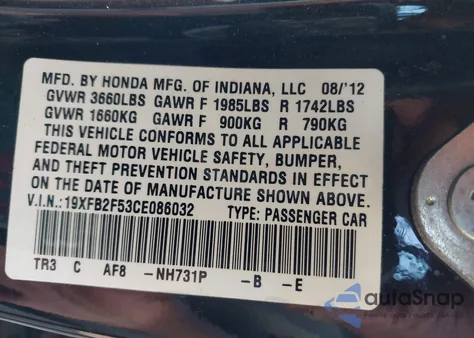 MFD. BY HONDA MFG. OF INDIANA, LLC 08/'12
GVWR 3660LBS GAWR F 1985LBS R 1742LBS
GVWR 1660KG GAWR F 900KG R 790KG
THIS VEHICLE CONFORMS TO ALL APPLICABLE
FEDERAL MOTOR VEHICLE SAFETY, BUMPER,
AND THEFT PREVENTION STANDARDS IN EFFECT
ON THE DATE OF MANUFACTURE SHOWN ABOVE.
V.I.N.: 19XFB2F53CE086032 TYPE: PASSENGER CAR
TR3 C AF8 -NH731P -B -E
autoSnap